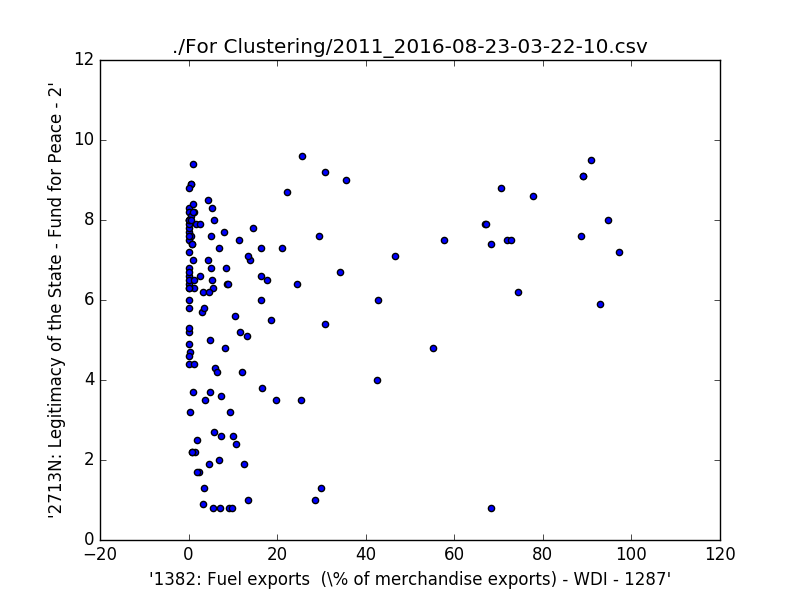 ./For Clustering/2011_2016-08-23-03-22-10.csv
'2713N: Legitimacy of the State - Fund for Peace - 2'
12
10
8
6
4
2
0
−20 0 20 40 60 80 100 120
'1382: Fuel exports  (\% of merchandise exports) - WDI - 1287'